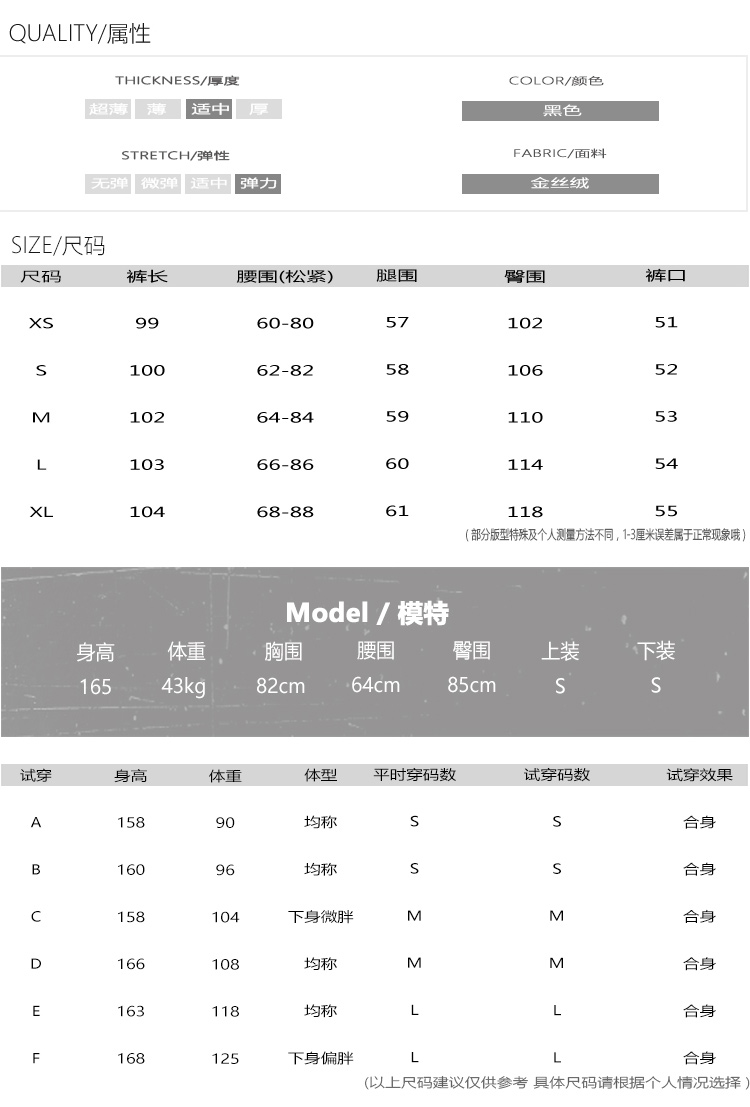 QUALITY/属性
THICKNESS/厚度 COLOR/颜色
超薄 薄 适中 厚 黑色
STRETCH/弹性 FABRIC/面料
无弹 微弹 适中 弹力 金丝绒
SIZE/尺码
尺码 裤长 腰围(松紧) 腿围 臀围 裤口
XS 99 60-80 57 102 51
S 100 62-82 58 106 52
M 102 64-84 59 110 53
L 103 66-86 60 114 54
XL 104 68-88 61 118 55
(部分版型特殊及个人测量方法不同，1-3厘米误差属于正常现象哦)
Model / 模特
身高 体重 胸围 腰围 臀围 上装 下装
165 43kg 82cm 64cm 85cm S S
试穿 身高 体重 体型 平时穿码数 试穿码数 试穿效果
A 158 90 均称 S S 合身
B 160 96 均称 S S 合身
C 158 104 下身微胖 M M 合身
D 166 108 均称 M M 合身
E 163 118 均称 L L 合身
F 168 125 下身偏胖 L L 合身
(以上尺码建议仅供参考 具体尺码请根据个人情况选择)